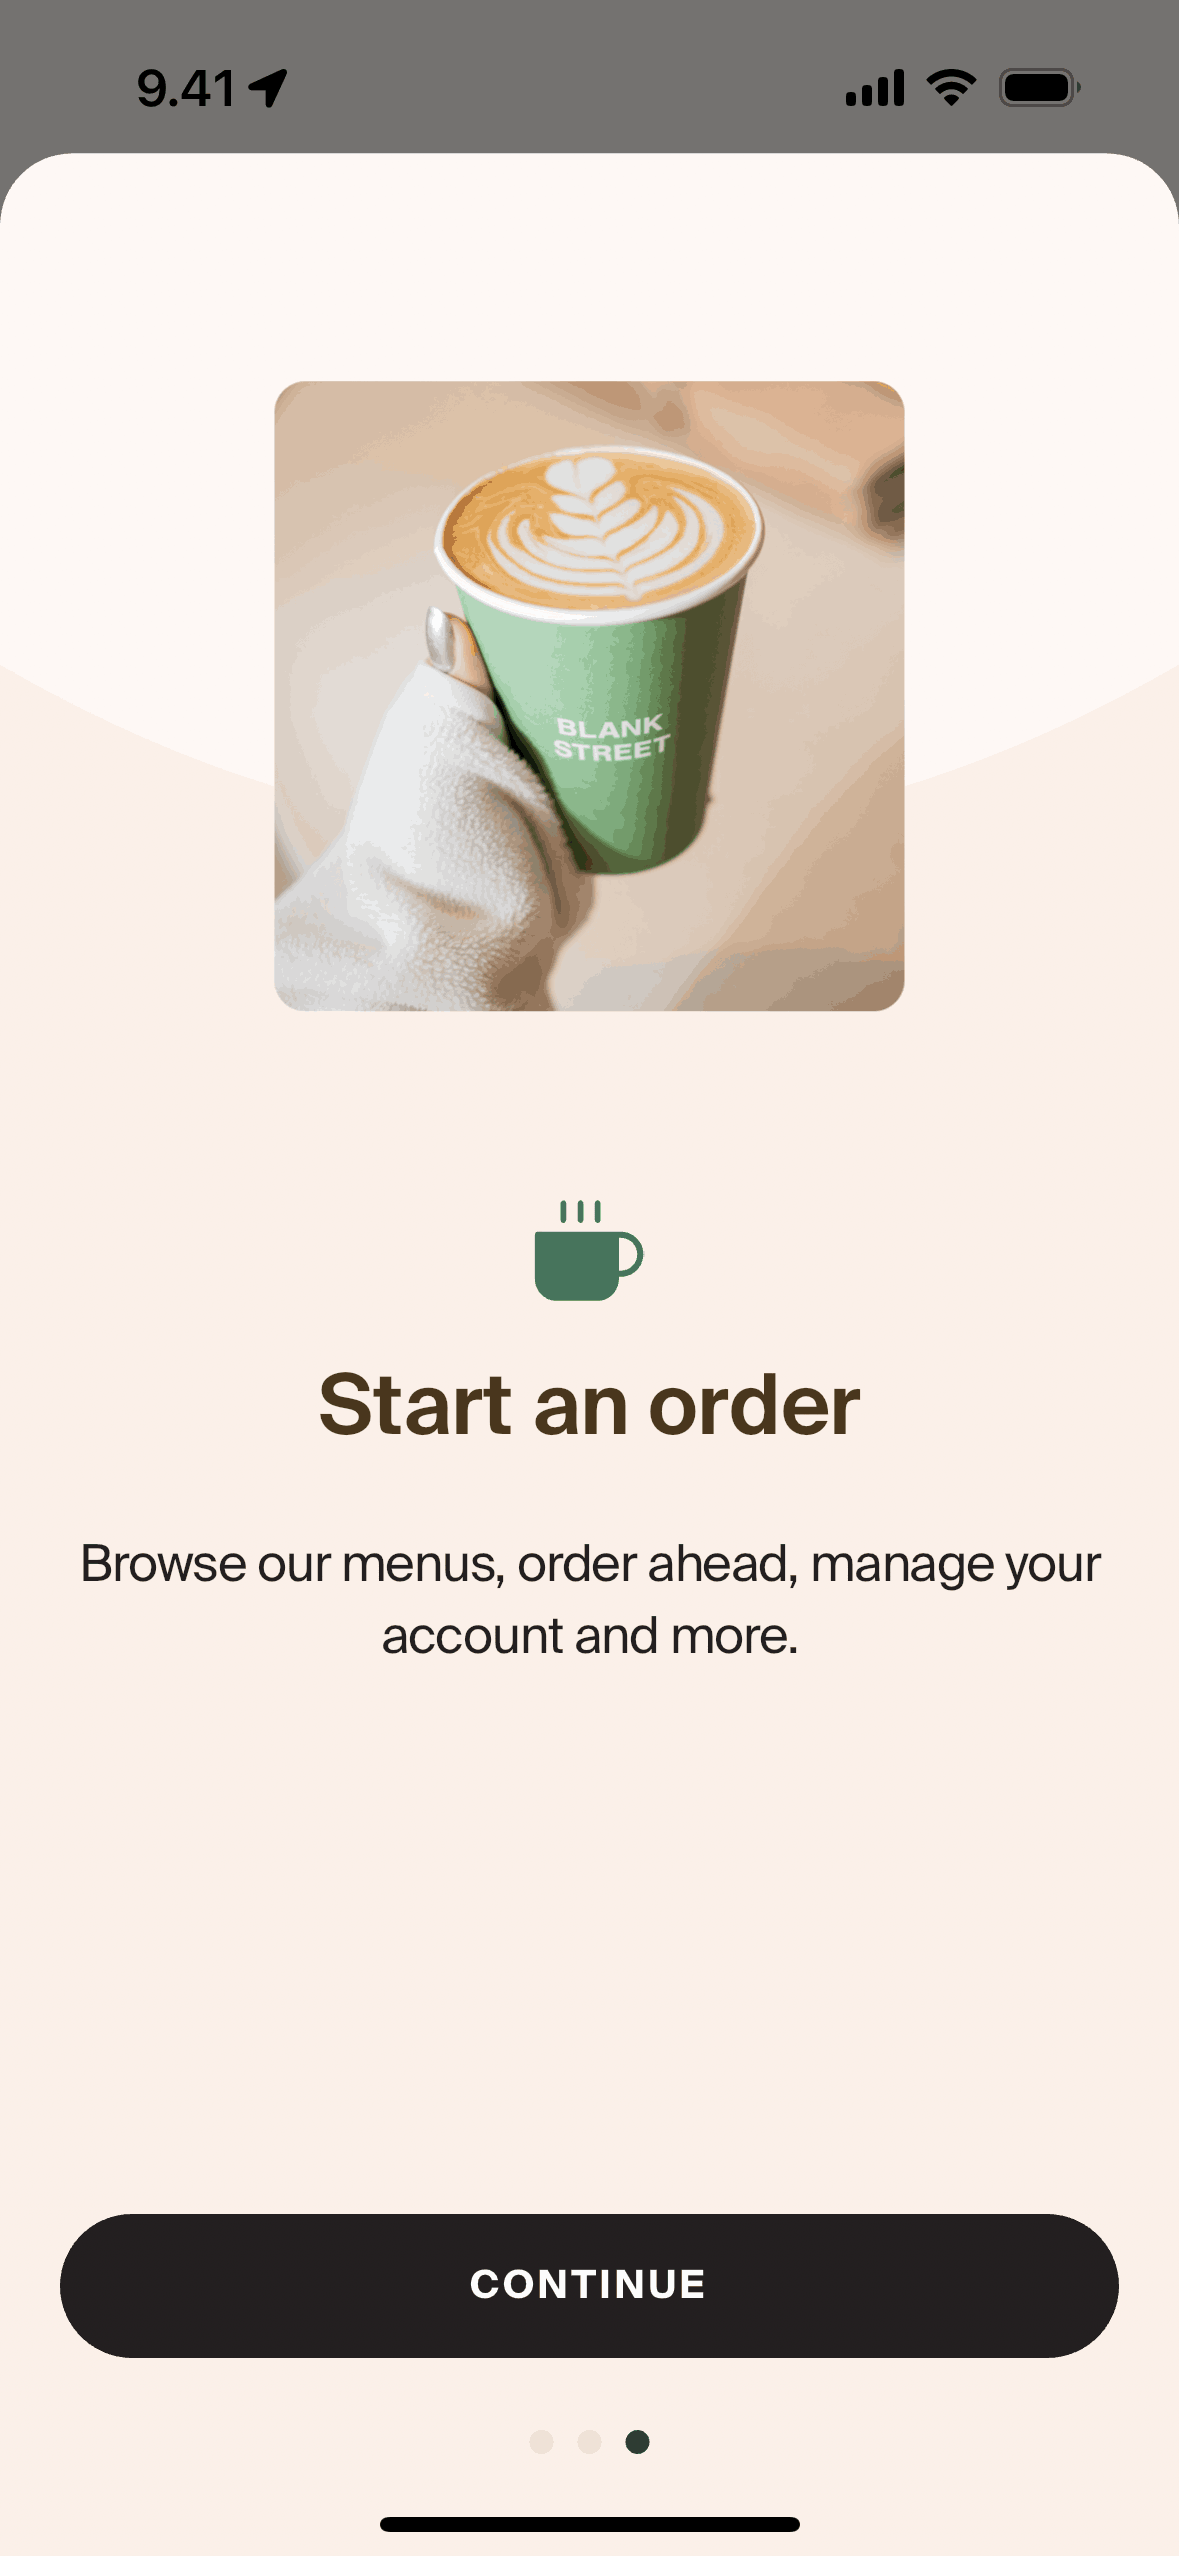 9.41
BLANK
STREET
Start an order
Browse our menus, order ahead, manage your
account and more.
CONTINUE